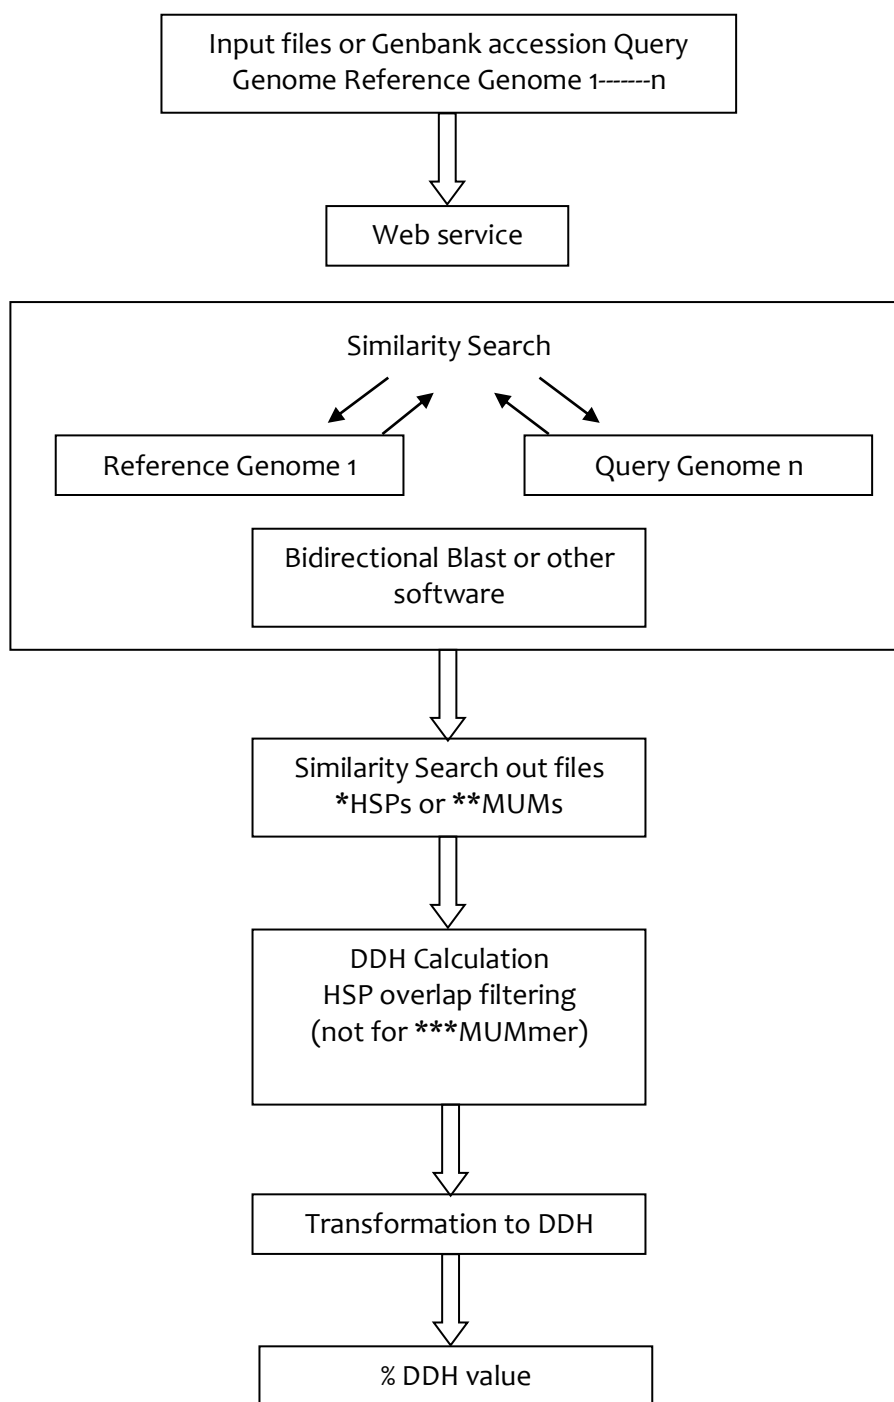 Input files or Genbank accession Query
Genome Reference Genome 1-------n
Web service
Similarity Search
Reference Genome 1
Query Genome n
Bidirectional Blast or other
software
Similarity Search out files
*HSPs or **MUMs
DDH Calculation
HSP overlap filtering
(not for ***MUMmer)
Transformation to DDH
% DDH value